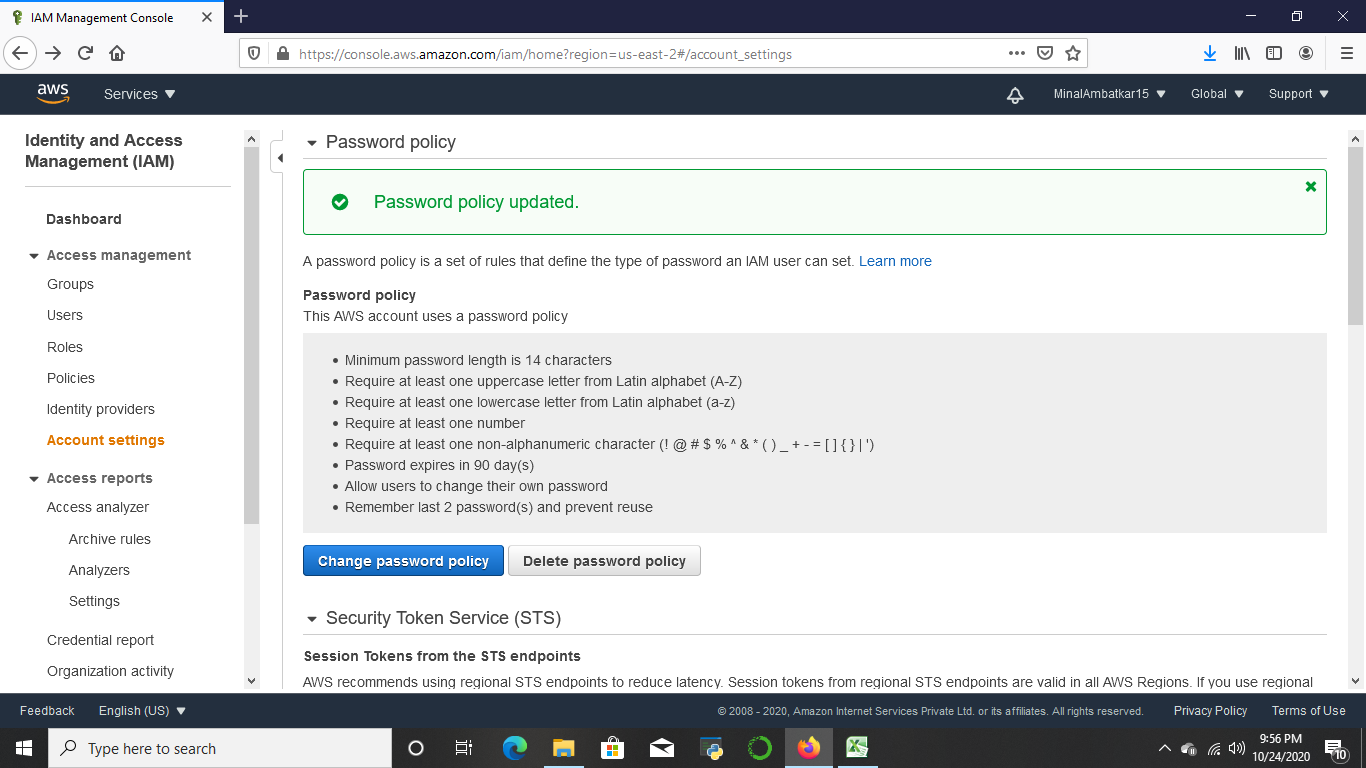 IAM Management Console
https://console.aws.amazon.com/iam/home?region=us-east-2#/account_settings
aws
Services
MinalAmbatkar15
Global
Support
Identity and Access
Management (IAM)
Dashboard
Access management
Groups
Users
Roles
Policies
Identity providers
Account settings
Access reports
Access analyzer
Archive rules
Analyzers
Settings
Credential report
Organization activity
Password policy
Password policy updated.
A password policy is a set of rules that define the type of password an IAM user can set. Learn more
Password policy
This AWS account uses a password policy
• Minimum password length is 14 characters
• Require at least one uppercase letter from Latin alphabet (A-Z)
• Require at least one lowercase letter from Latin alphabet (a-z)
• Require at least one number
• Require at least one non-alphanumeric character (! @ # $ % ^ & * ( ) _ + - = [ ] { } | ')
• Password expires in 90 day(s)
• Allow users to change their own password
• Remember last 2 password(s) and prevent reuse
Change password policy
Delete password policy
Security Token Service (STS)
Session Tokens from the STS endpoints
AWS recommends using regional STS endpoints to reduce latency. Session tokens from regional STS endpoints are valid in all AWS Regions. If you use regional
Feedback
English (US)
© 2008 - 2020, Amazon Internet Services Private Ltd. or its affiliates. All rights reserved.
Privacy Policy
Terms of Use
Type here to search
9:56 PM
10/24/2020
10